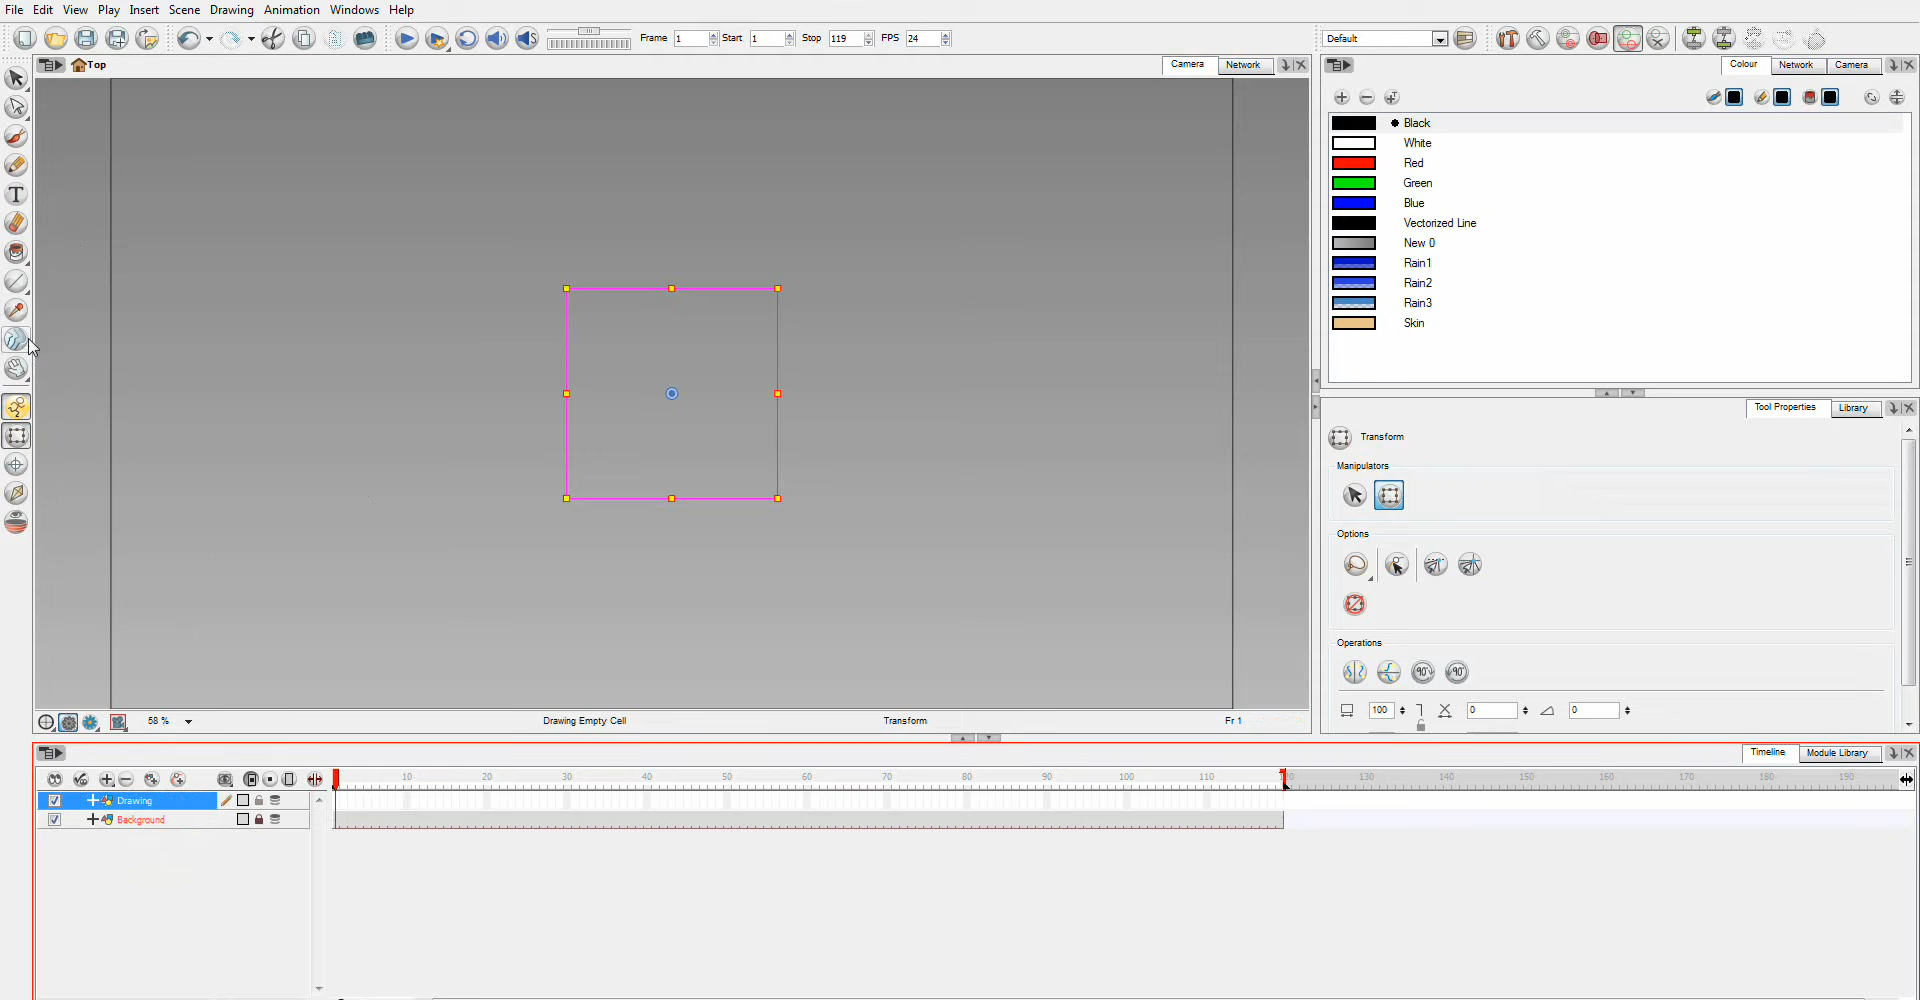 File Edit View Play Insert Scene Drawing Animation Windows Help
Frame 1 Start 1 Stop 119 FPS 24
Default
Top
Camera Network
Colour Network Camera
Black
White
Red
Green
Blue
Vectorized Line
New 0
Rain1
Rain2
Rain3
Skin
Tool Properties Library
Transform
Manipulators
Options
Operations
100 0 0
58 % Drawing Empty Cell Transform Fr 1
Timeline Module Library
10 20 30 40 50 60 70 80 90 100 110 120 130 140 150 160 170 180 190
Drawing
Background